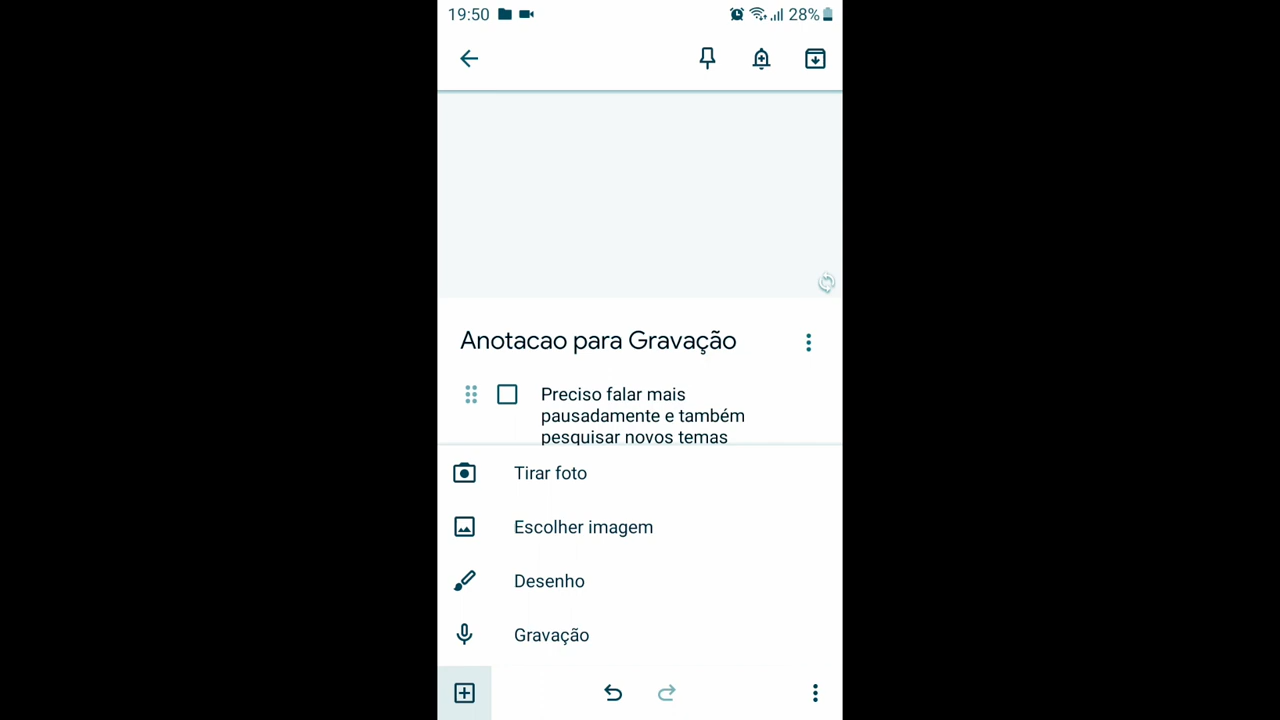 19:50
28%
Anotacao para Gravação
Preciso falar mais
pausadamente e também
pesquisar novos temas
Tirar foto
Escolher imagem
Desenho
Gravação